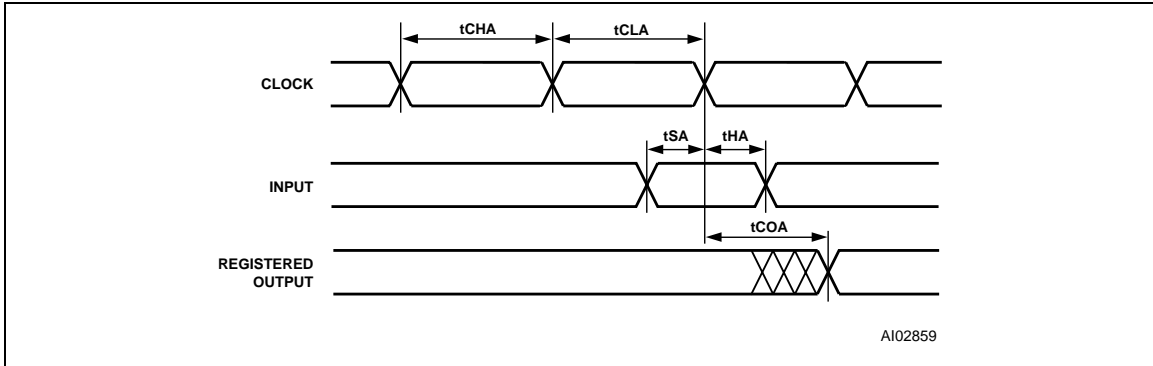 tCHA tCLA
CLOCK
tSA tHA
INPUT
tCOA
REGISTERED
OUTPUT
AI02859